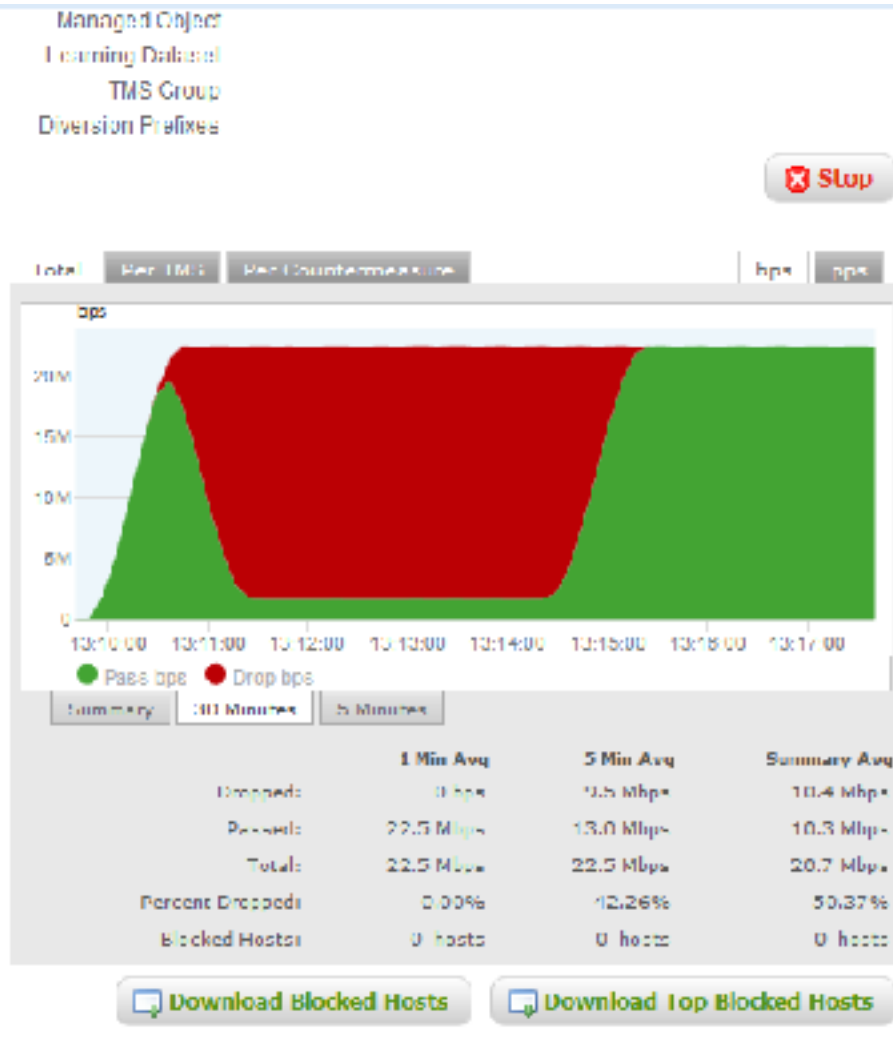 Managed Object
Learning Dataset
TMS Group
Diversion Prefixes
Stop
Total Per TMS Per Countermeasure bps pps
bps
20M
15M
10M
5M
0
13:10:00 13:11:00 13:12:00 13:13:00 13:14:00 13:15:00 13:16:00 13:17:00
Pass bps Drop bps
Summary 30 Minutes 5 Minutes
1 Min Avg 5 Min Avg Summary Avg
Dropped: 0 bps 9.5 Mbps 10.4 Mbps
Passed: 22.5 Mbps 13.0 Mbps 10.3 Mbps
Total: 22.5 Mbps 22.5 Mbps 20.7 Mbps
Percent Dropped: 0.00% 42.26% 50.37%
Blocked Hosts: 0 hosts 0 hosts 0 hosts
Download Blocked Hosts Download Top Blocked Hosts